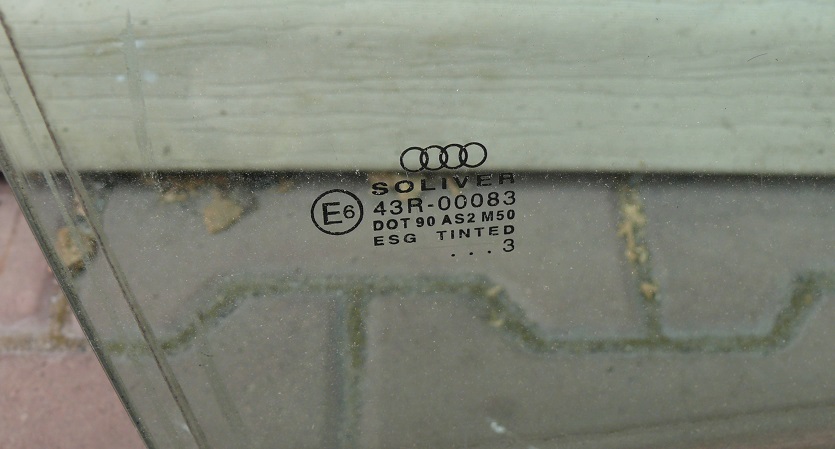 SOLIVER
E6 43R-00083
DOT 90 AS2 M50
ESG TINTED
. . . 3